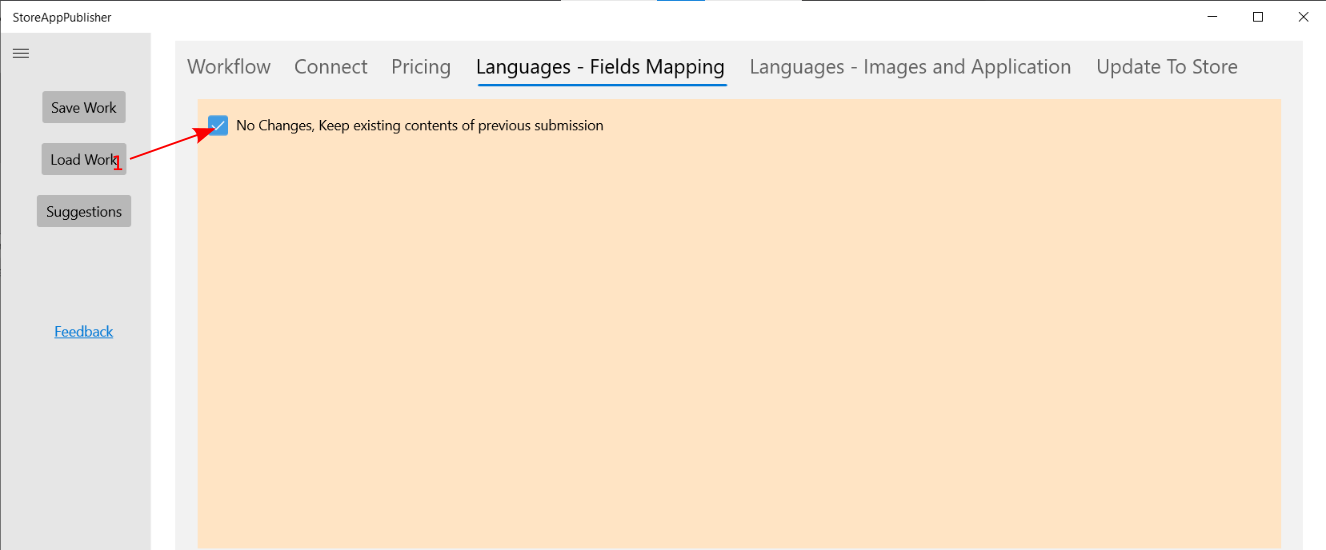 StoreAppPublisher
Workflow Connect Pricing Languages - Fields Mapping Languages - Images and Application Update To Store
Save Work
No Changes, Keep existing contents of previous submission
Load Work
1
Suggestions
Feedback